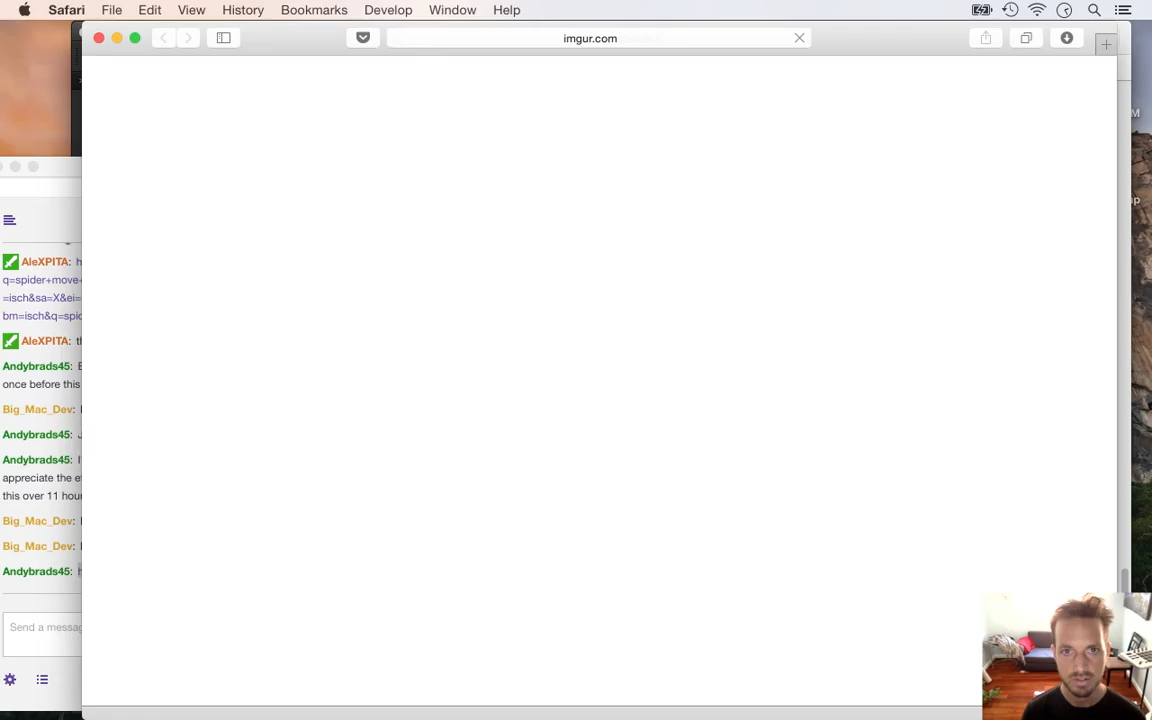 Safari File Edit View History Bookmarks Develop Window Help
imgur.com
AleXPITA:
q=spider+move+
=isch&sa=X&ei=
bm=isch&q=spid
AleXPITA:
Andybrads45:
once before this
Big_Mac_Dev:
Andybrads45:
Andybrads45: I
appreciate the e
this over 11 hou
Big_Mac_Dev:
Big_Mac_Dev:
Andybrads45: h
Send a messag
M